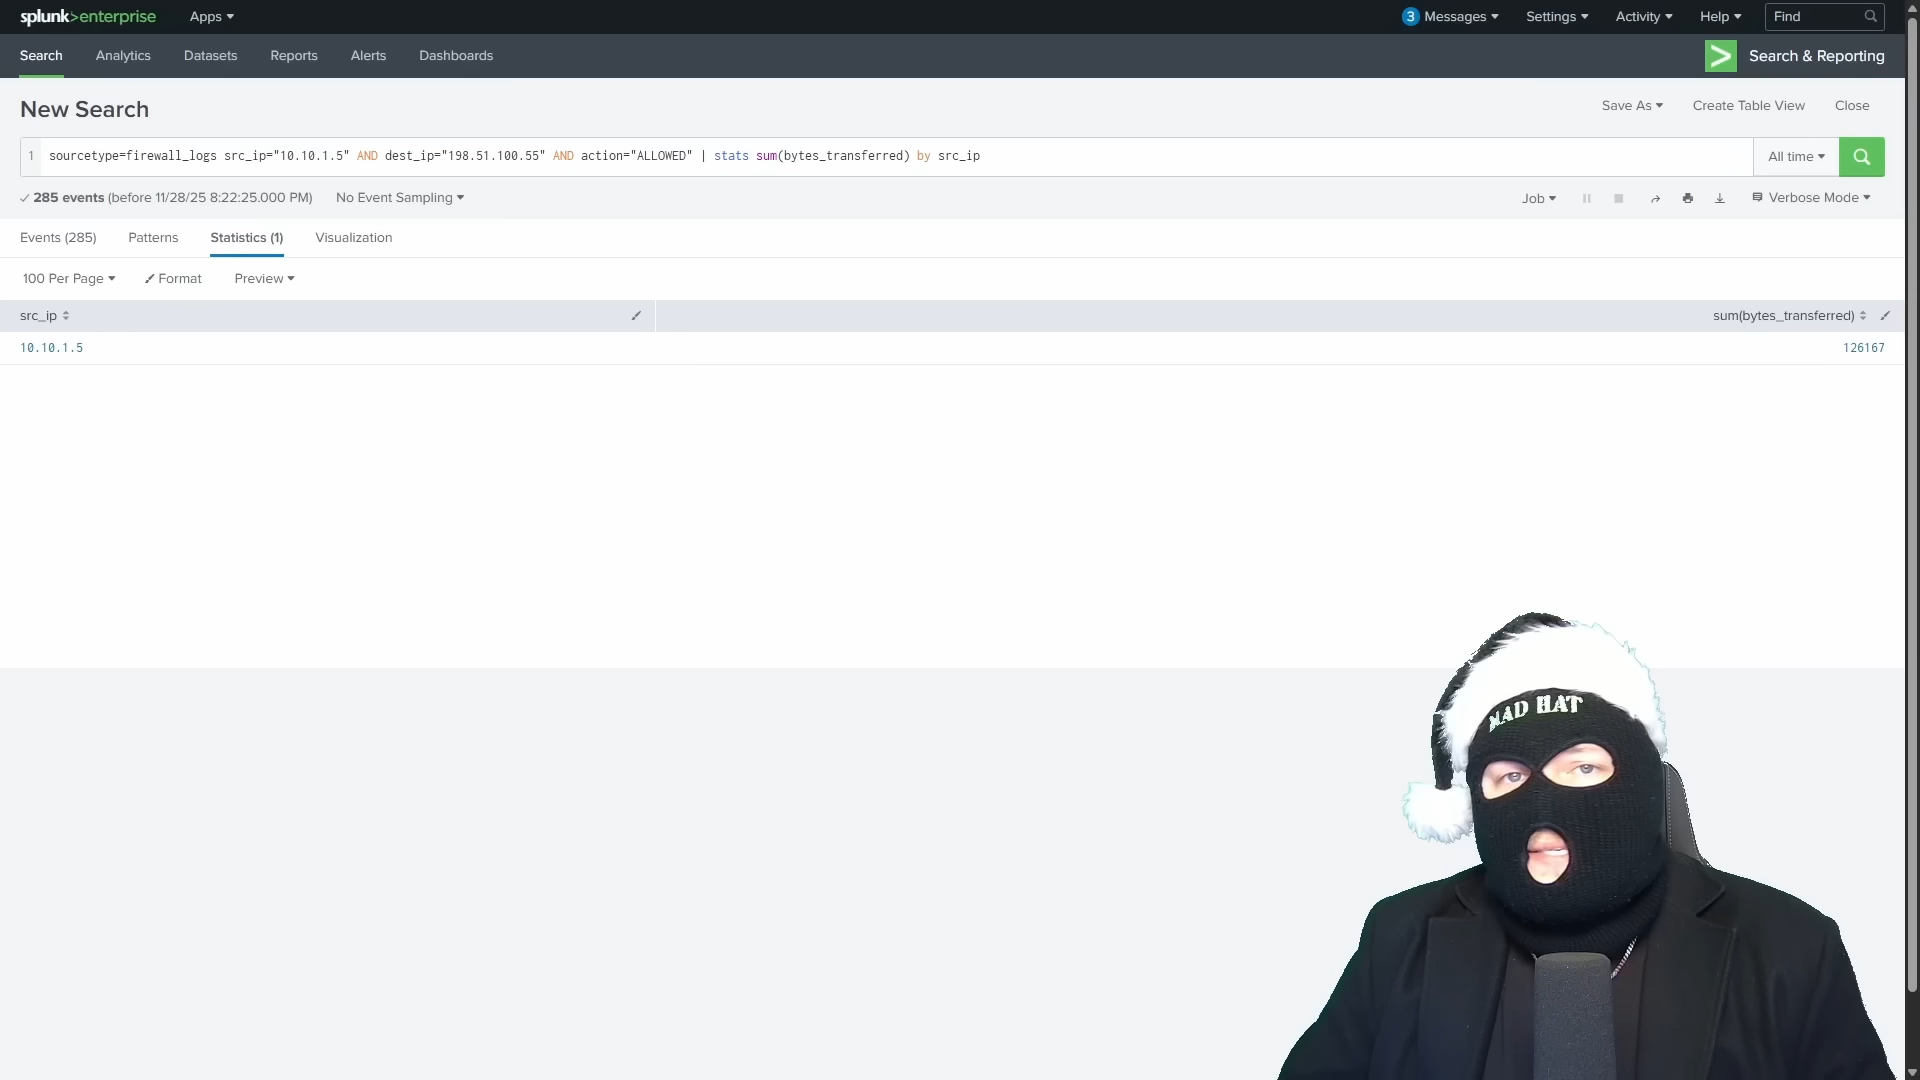 splunk>enterprise Apps 3 Messages Settings Activity Help Find
Search Analytics Datasets Reports Alerts Dashboards Search & Reporting
New Search Save As Create Table View Close
1 sourcetype=firewall_logs src_ip="10.10.1.5" AND dest_ip="198.51.100.55" AND action="ALLOWED" | stats sum(bytes_transferred) by src_ip All time
285 events (before 11/28/25 8:22:25.000 PM) No Event Sampling Job Verbose Mode
Events (285) Patterns Statistics (1) Visualization
100 Per Page Format Preview
src_ip sum(bytes_transferred)
10.10.1.5 126167
MAD HAT